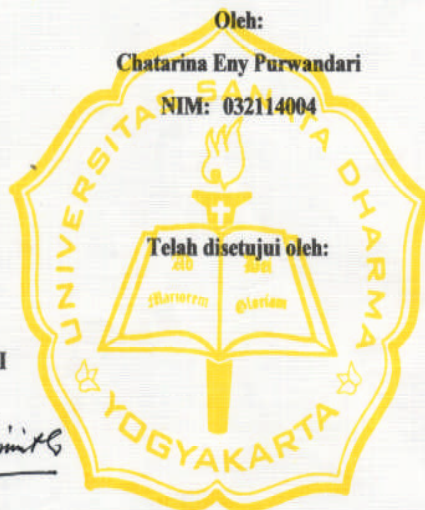 Oleh:
Chatarina Eny Purwandari
NIM: 032114004
UNIVERSITAS SANATA DHARMA
Telah disetujui oleh:
Ad Dei
Maiorem Gloriam
I
YOGYAKARTA